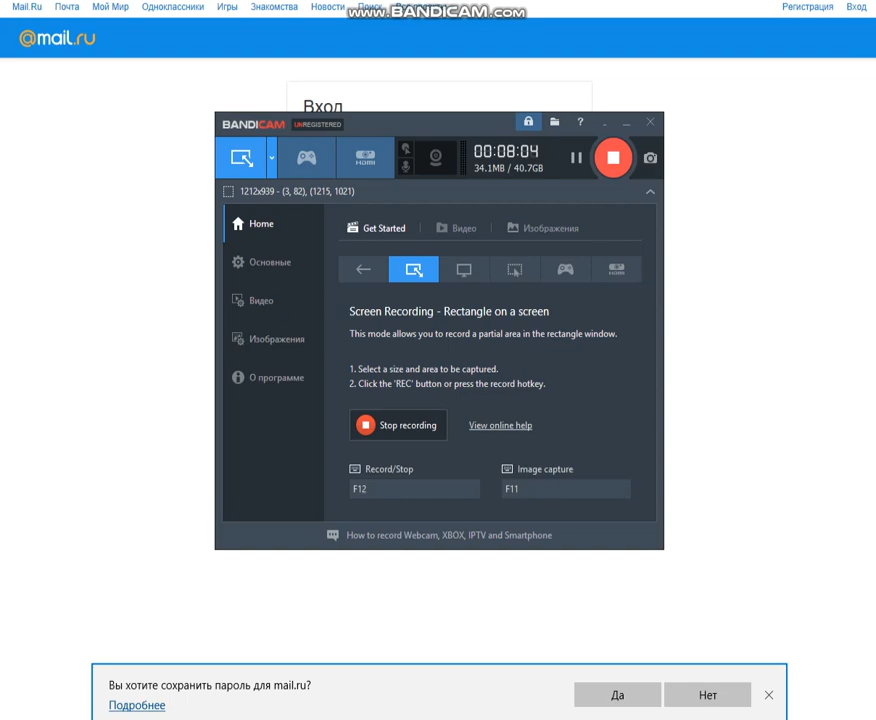 Mail.Ru Почта Мой Мир Одноклассники Игры Знакомства Новости Поиск Регистрация Вход
www.BANDICAM.com
@mail.ru
Вход
BANDICAM UNREGISTERED ?
HDMI 00:08:04
34.1MB / 40.7GB
1212x939 - (3, 82), (1215, 1021)
Home Get Started Видео Изображения
Основные
HDMI
Видео
Screen Recording - Rectangle on a screen
This mode allows you to record a partial area in the rectangle window.
Изображения
1. Select a size and area to be captured.
О программе
2. Click the 'REC' button or press the record hotkey.
Stop recording View online help
Record/Stop Image capture
F12 F11
How to record Webcam, XBOX, IPTV and Smartphone
Вы хотите сохранить пароль для mail.ru?
Подробнее
Да Нет